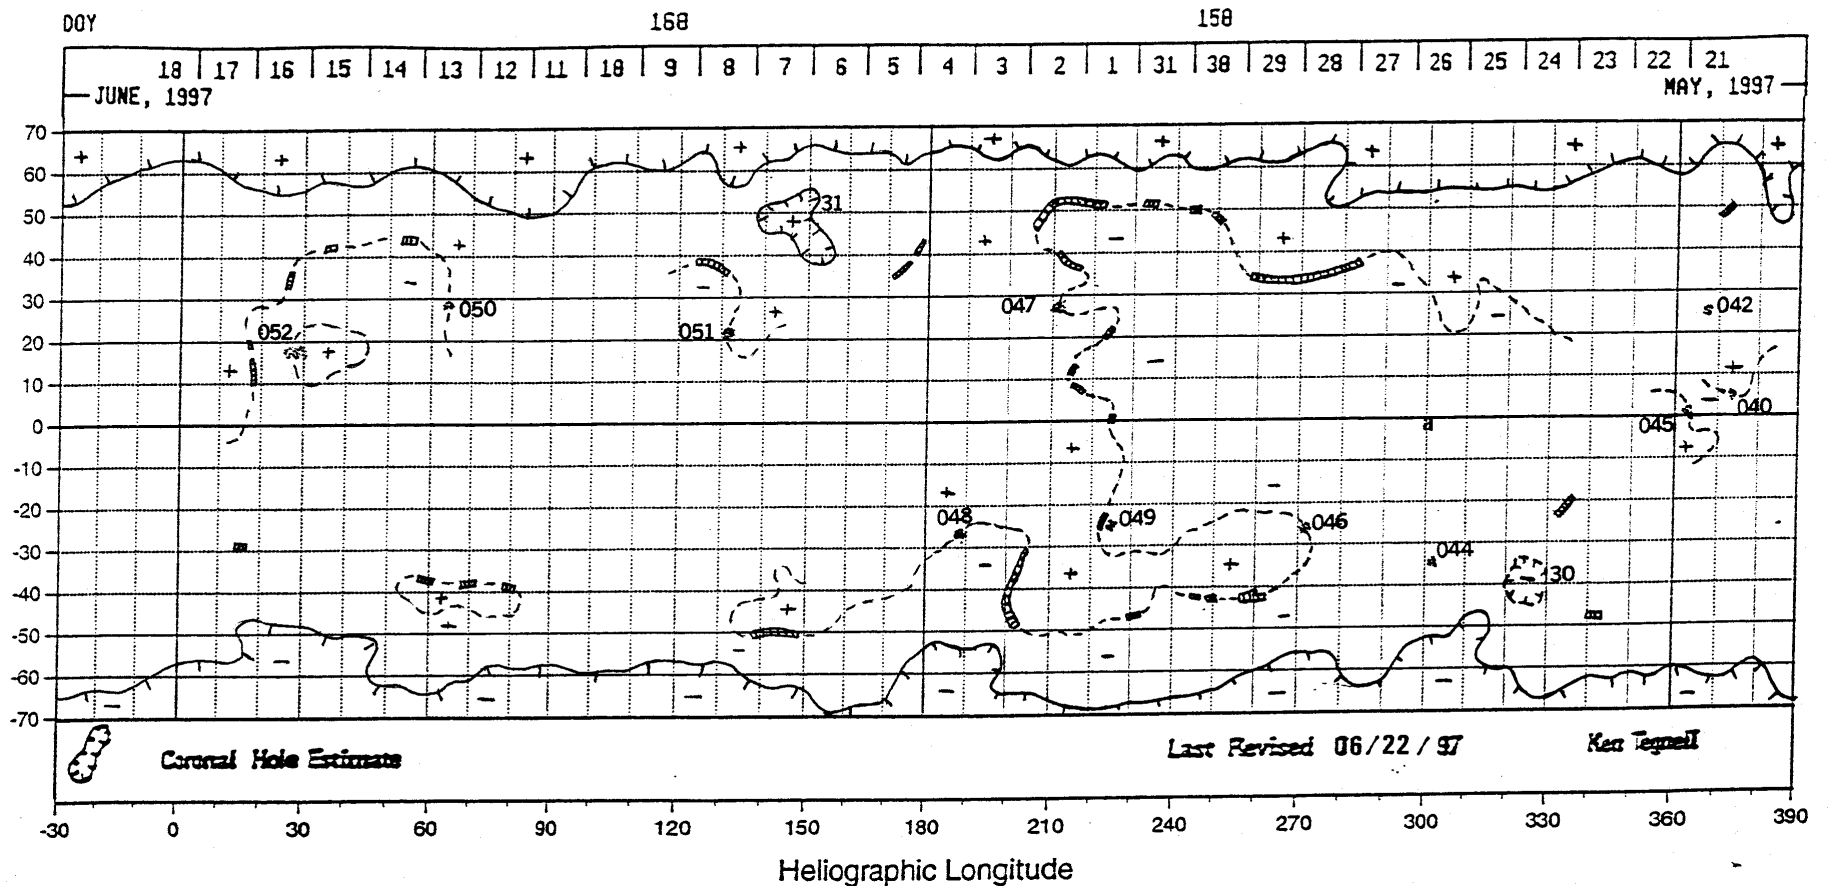 DOY 168 158
18 17 16 15 14 13 12 11 10 9 8 7 6 5 4 3 2 1 31 30 29 28 27 26 25 24 23 22 21
JUNE, 1997 MAY, 1997
70
60
50 31
40
30 050 047 042
20 052 051
10 040
0 045
-10
-20 048 049 046
-30 044
-40 30
-50
-60
-70
Coronal Hole Estimate Last Revised 06/22/97 Ken Tegnell
-30 0 30 60 90 120 150 180 210 240 270 300 330 360 390
Heliographic Longitude